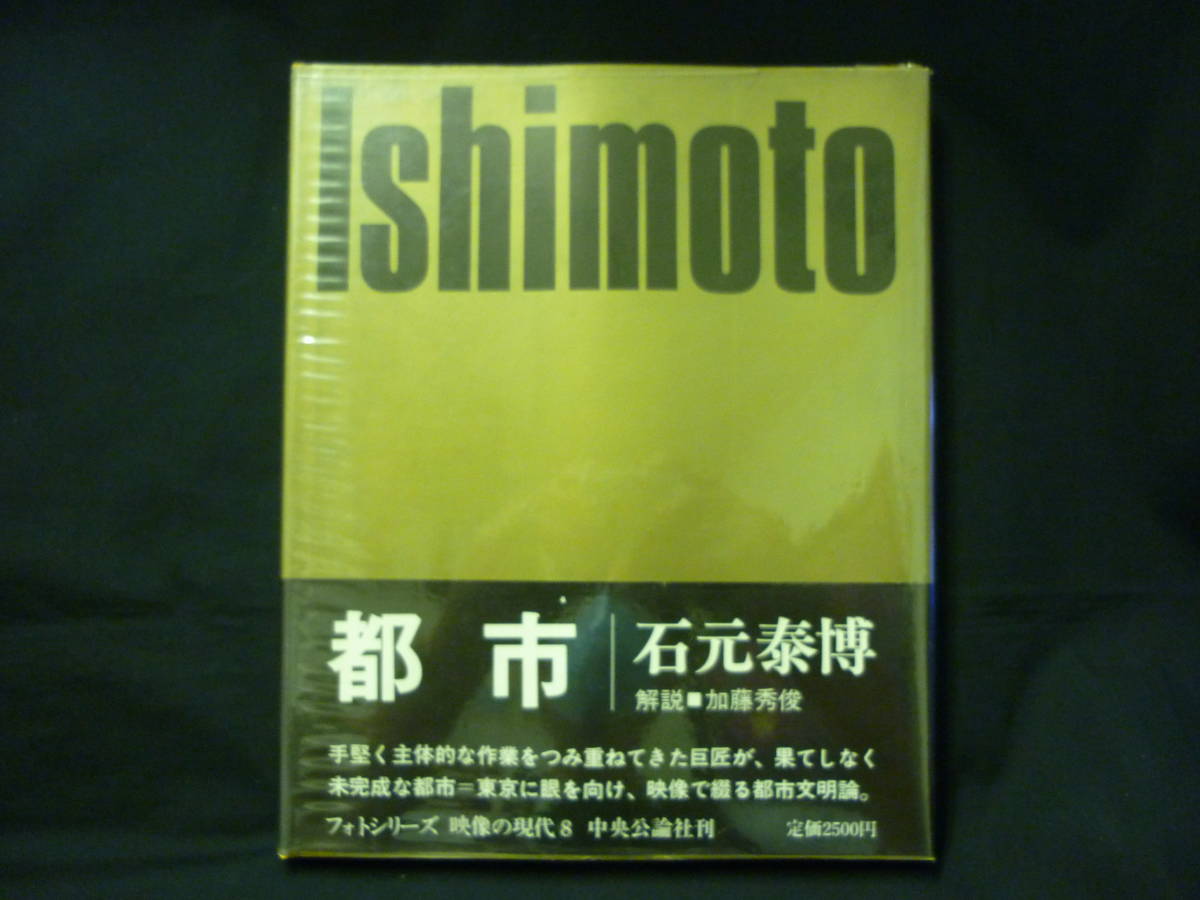 Ishimoto
都市
石元泰博
解説■加藤秀俊
手堅く主体的な作業をつみ重ねてきた巨匠が、果てしなく
未完成な都市=東京に眼を向け、映像で綴る都市文明論。
フォトシリーズ 映像の現代8 中央公論社刊 定価2500円